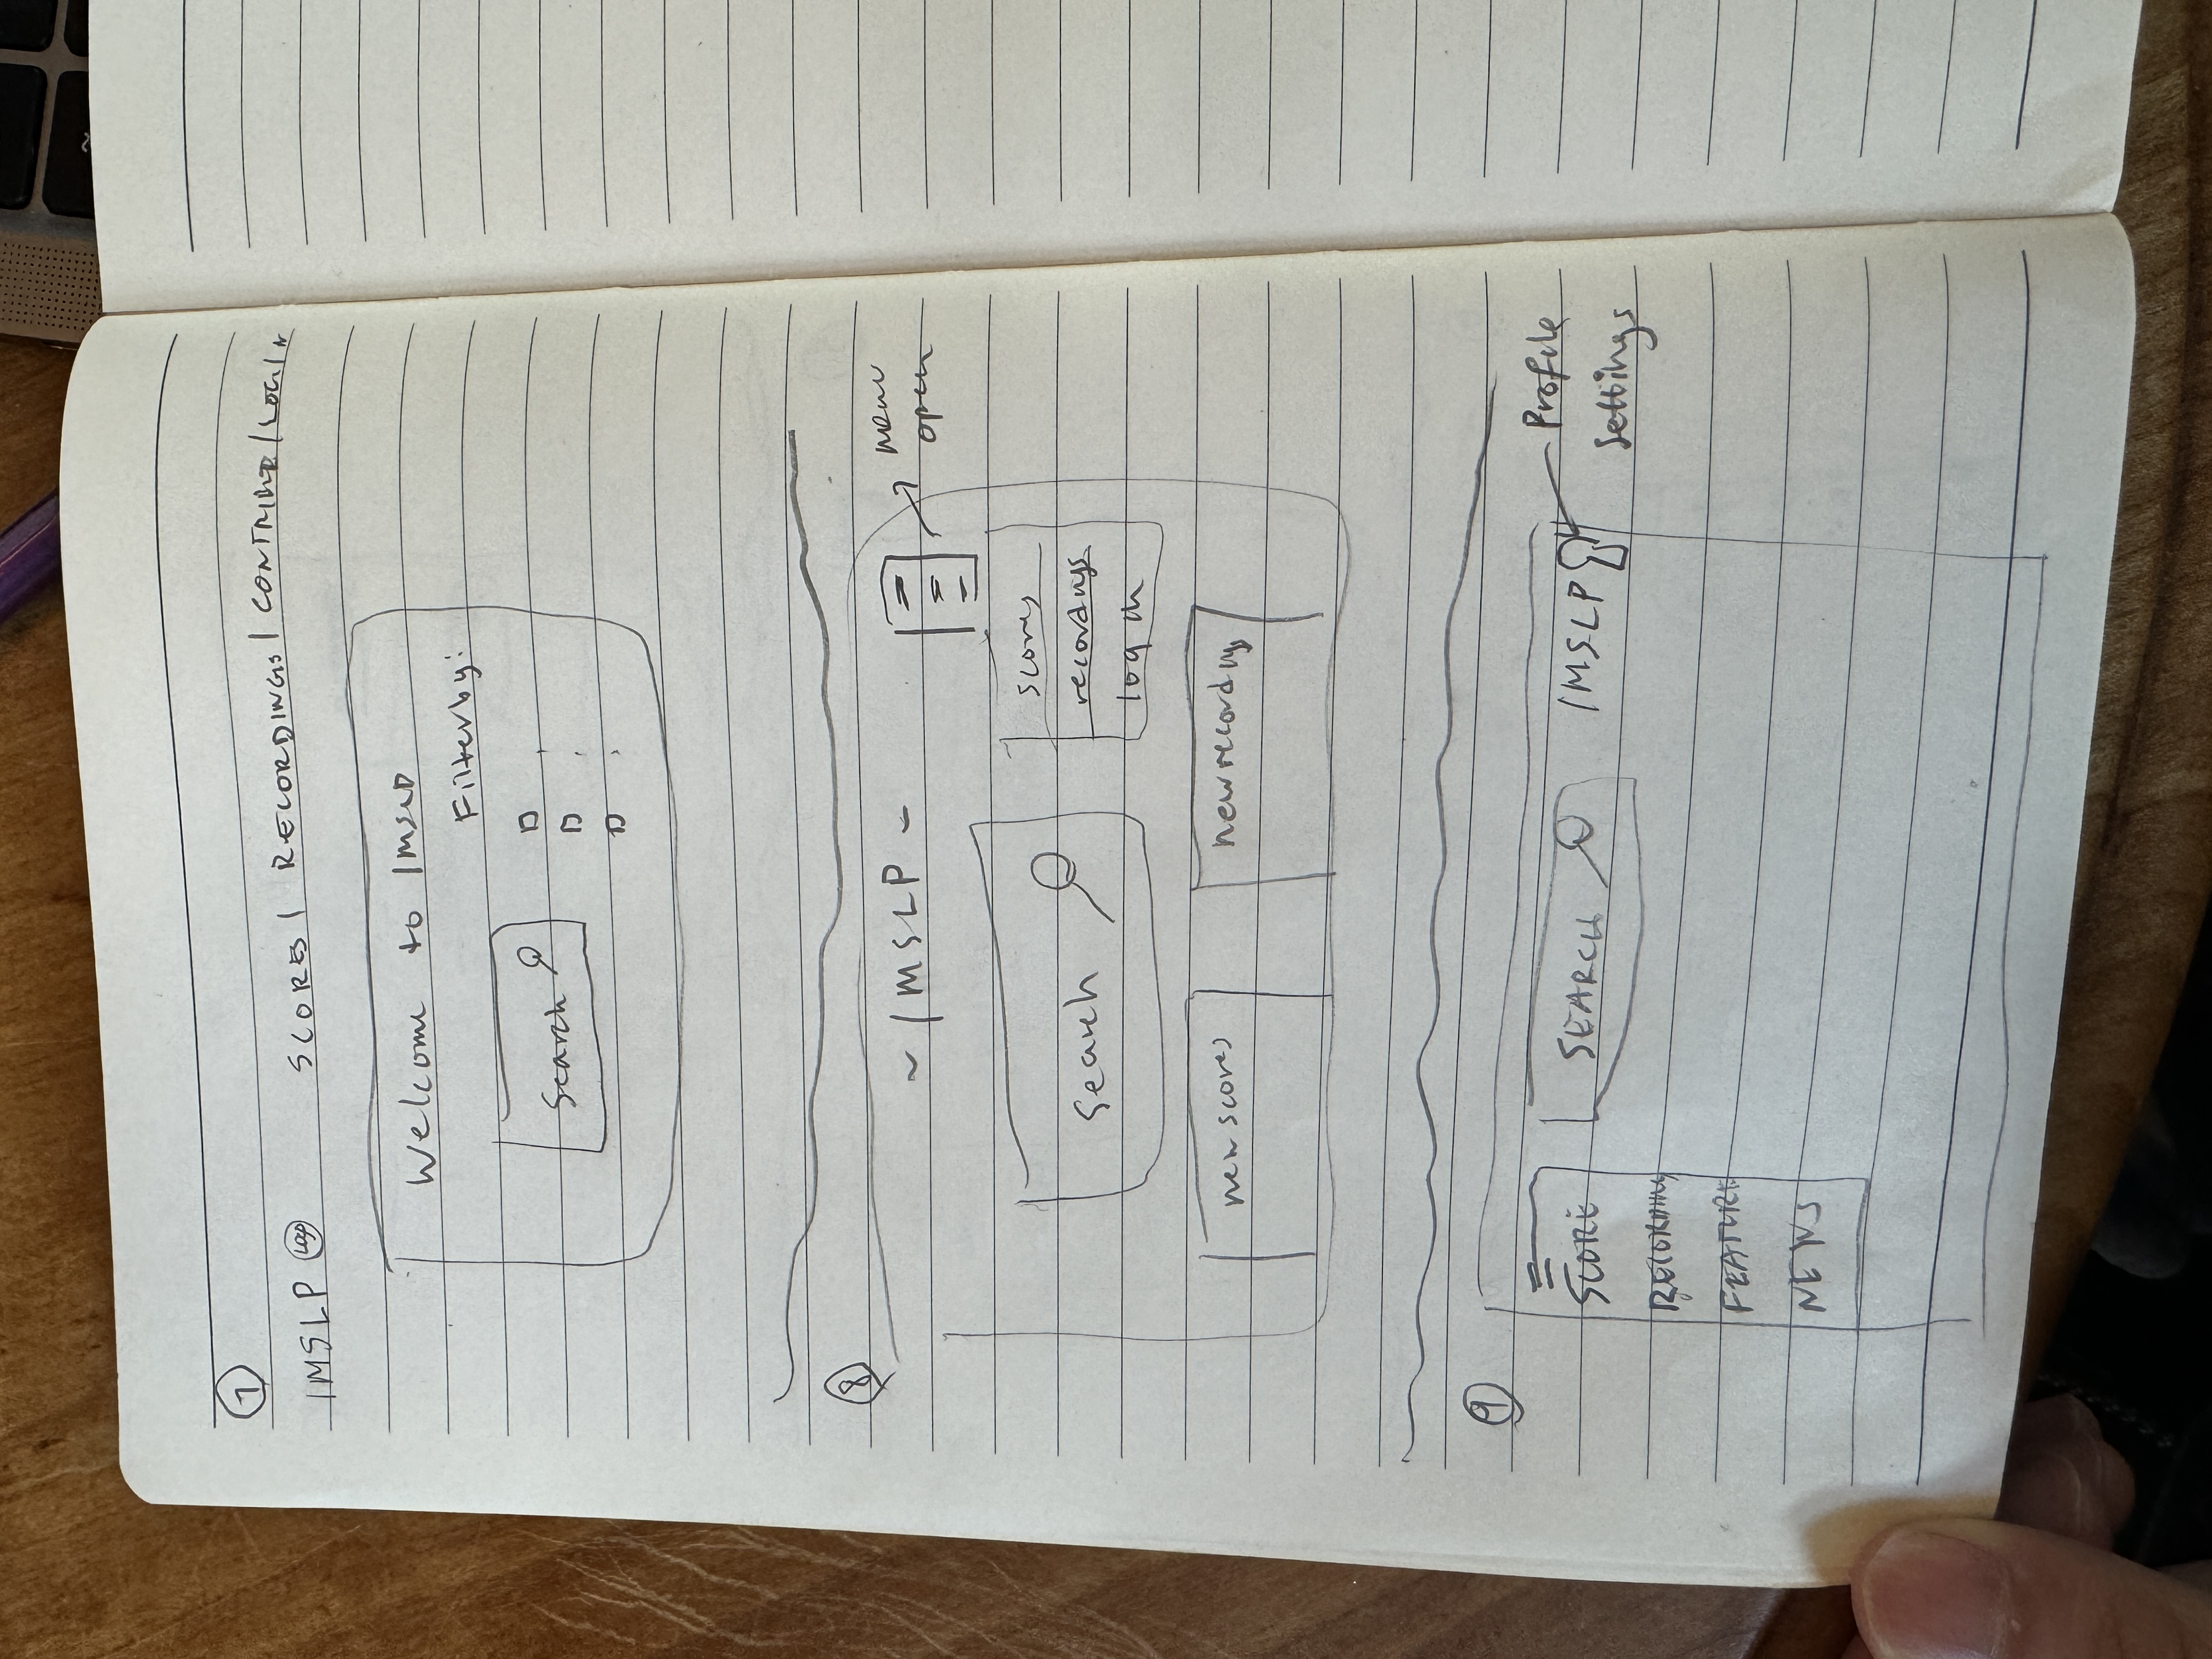 7
IMSLP LOGO SCORES | RECORDINGS | CONTRIBUTE | LOGIN
Welcome to IMSLP
Filter by:
Search
8
~ IMSLP ~
menu
open
scores
Search
recordings
log in
new scores
new recordings
9
Profile
SEARCH
IMSLP
SCORE
Settings
RECORDING
FEATURE
NEWS
~